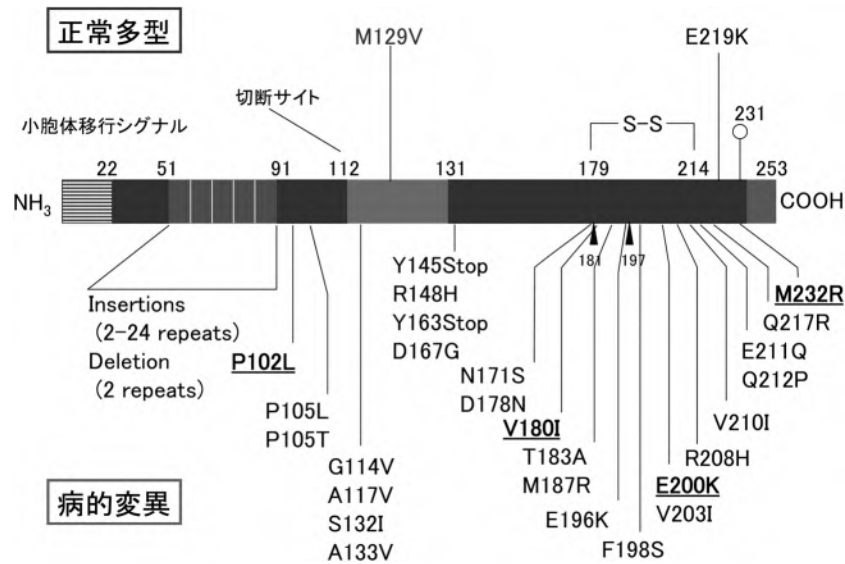 正常多型
M129V
E219K
切断サイト
小胞体移行シグナル
S-S
231
22
51
91
112
131
179
214
253
NH3
COOH
181
197
Insertions
(2-24 repeats)
Deletion
(2 repeats)
P102L
P105L
P105T
G114V
A117V
S132I
A133V
Y145Stop
R148H
Y163Stop
D167G
N171S
D178N
V180I
T183A
M187R
E196K
F198S
E200K
V203I
R208H
V210I
E211Q
Q212P
Q217R
M232R
病的変異